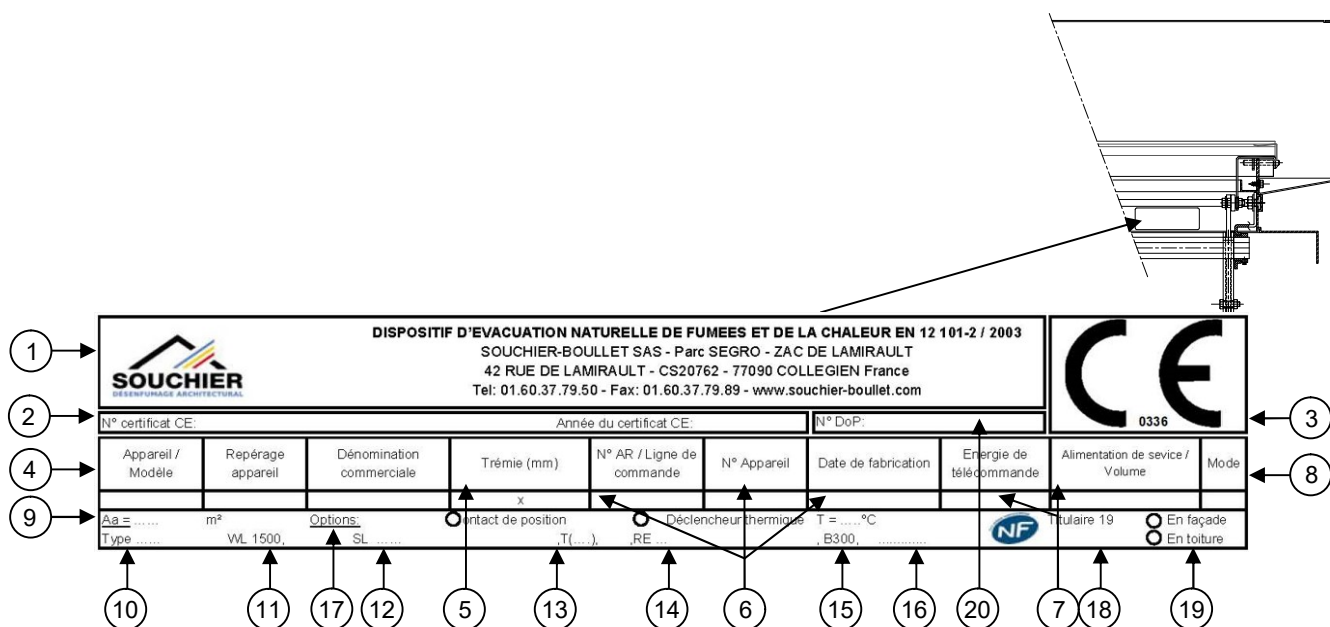 DISPOSITIF D'EVACUATION NATURELLE DE FUMEES ET DE LA CHALEUR EN 12 101-2 / 2003
SOUCHIER-BOULLET SAS - Parc SEGRO - ZAC DE LAMIRAULT
42 RUE DE LAMIRAULT - CS20762 - 77090 COLLEGIEN France
Tel: 01.60.37.79.50 - Fax: 01.60.37.79.89 - www.souchier-boullet.com
SOUCHIER
DESENFUMAGE ARCHITECTURAL
CE
0336
1
2
N° certificat CE:
Année du certificat CE:
N° DoP:
3
4
Appareil / Modèle
Repérage appareil
Dénomination commerciale
Trémie (mm)
N° AR / Ligne de commande
N° Appareil
Date de fabrication
Energie de télécommande
Alimentation de sevice / Volume
Mode
8
x
9
Aa = ...... m² Options: Contact de position Déclencheur thermique T = .....°C NF Titulaire 19 En façade
Type ...... WL 1500, SL ...... ,T(....), ,RE ... , B300, ............. En toiture
10 11 17 12 5 13 14 6 15 16 20 7 18 19